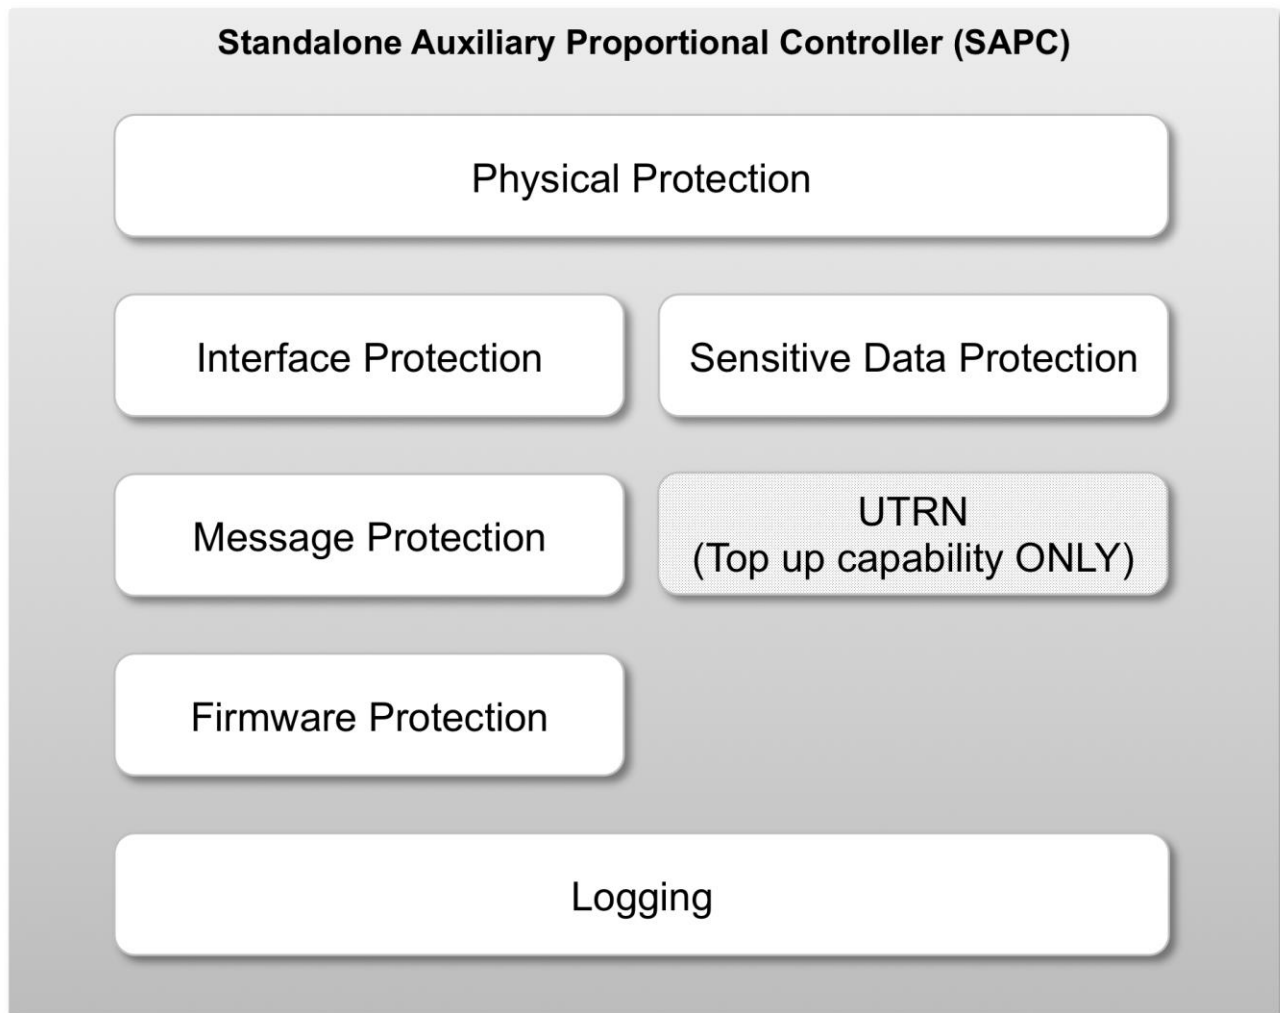 Standalone Auxiliary Proportional Controller (SAPC)
Physical Protection
Interface Protection
Sensitive Data Protection
Message Protection
UTRN
(Top up capability ONLY)
Firmware Protection
Logging